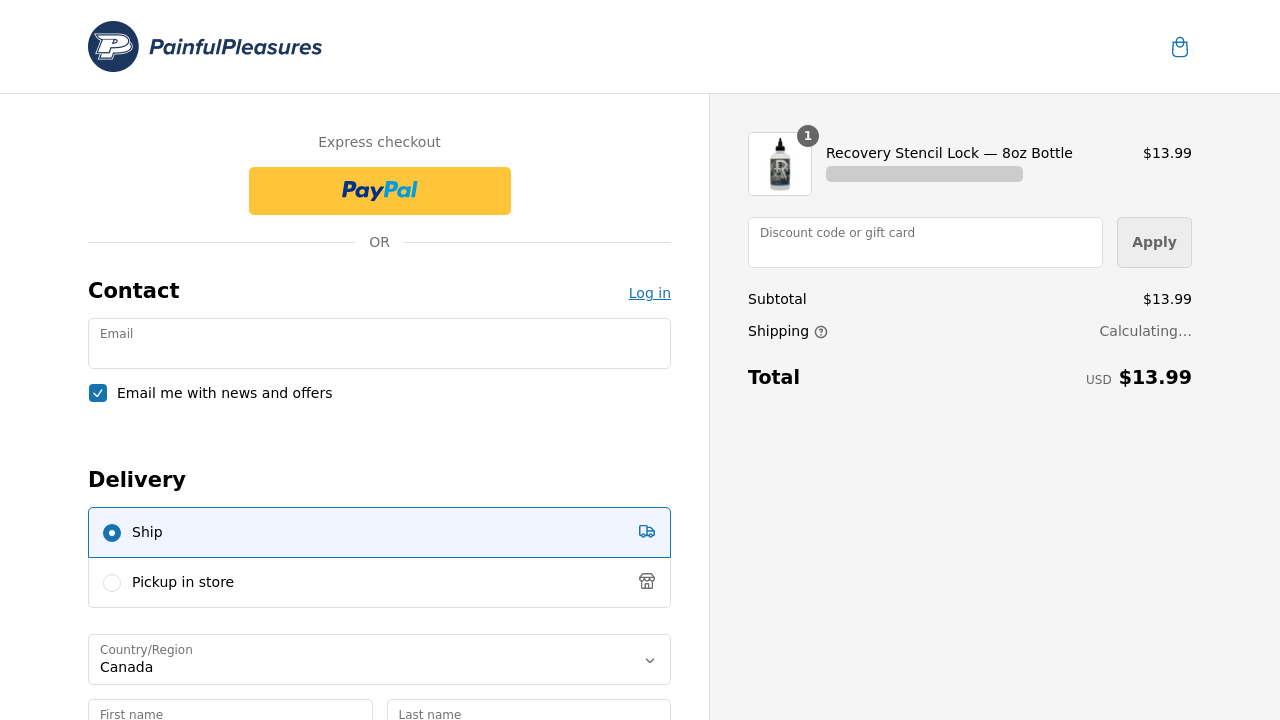 PainfulPleasures
Express checkout
PayPal
OR
Contact
Log in
Email
Email me with news and offers
Delivery
Ship
Pickup in store
Country/Region
Canada
First name
Last name
1
Recovery Stencil Lock — 8oz Bottle
$13.99
Discount code or gift card
Apply
Subtotal
$13.99
Shipping
Calculating...
Total
USD $13.99